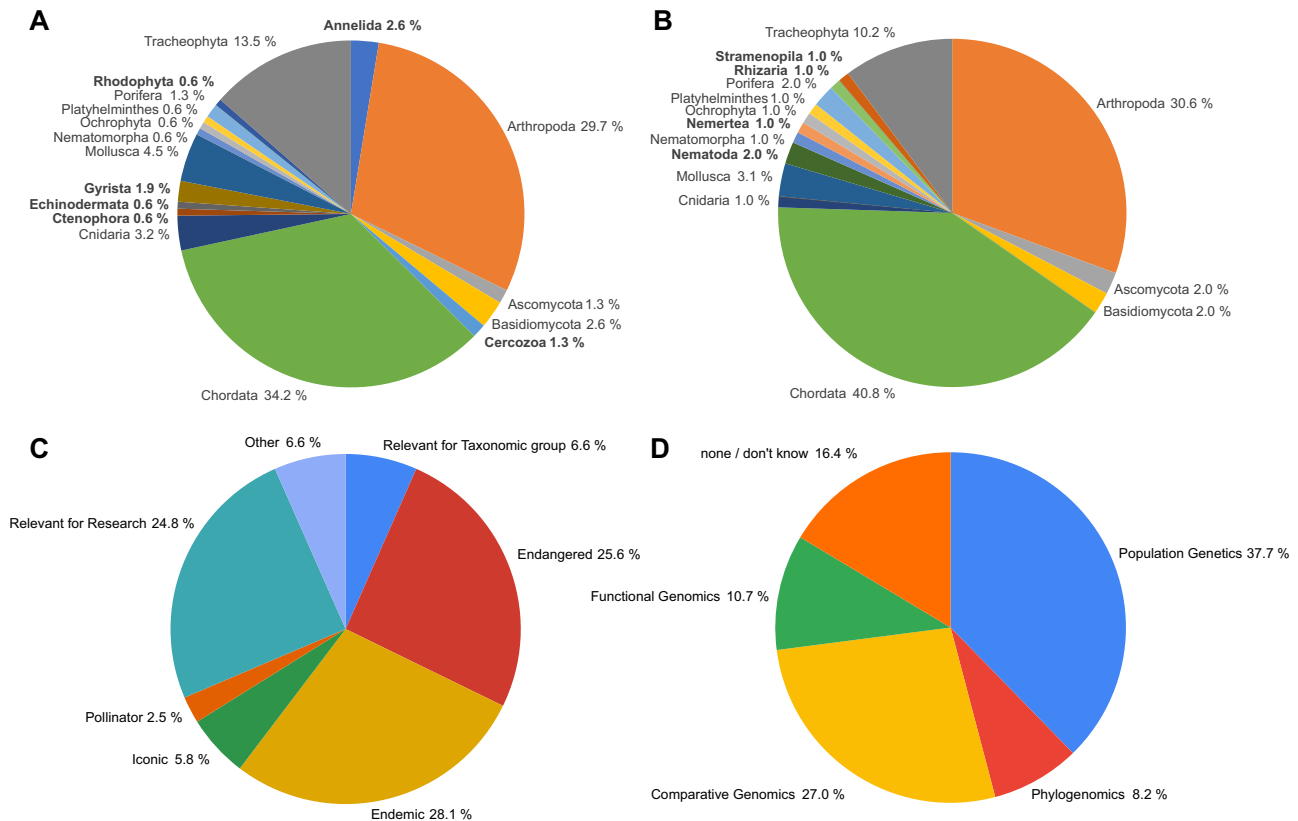 A
Annelida 2.6 %
Tracheophyta 13.5 %
Rhodophyta 0.6 %
Porifera 1.3 %
Platyhelminthes 0.6 %
Ochrophyta 0.6 %
Nematomorpha 0.6 %
Mollusca 4.5 %
Gyrista 1.9 %
Echinodermata 0.6 %
Ctenophora 0.6 %
Cnidaria 3.2 %
Arthropoda 29.7 %
Ascomycota 1.3 %
Basidiomycota 2.6 %
Cercozoa 1.3 %
Chordata 34.2 %
B
Tracheophyta 10.2 %
Stramenopila 1.0 %
Rhizaria 1.0 %
Porifera 2.0 %
Platyhelminthes 1.0 %
Ochrophyta 1.0 %
Nemertea 1.0 %
Nematomorpha 1.0 %
Nematoda 2.0 %
Mollusca 3.1 %
Cnidaria 1.0 %
Arthropoda 30.6 %
Ascomycota 2.0 %
Basidiomycota 2.0 %
Chordata 40.8 %
C
Other 6.6 %
Relevant for Taxonomic group 6.6 %
Relevant for Research 24.8 %
Endangered 25.6 %
Pollinator 2.5 %
Iconic 5.8 %
Endemic 28.1 %
D
none / don't know 16.4 %
Population Genetics 37.7 %
Functional Genomics 10.7 %
Comparative Genomics 27.0 %
Phylogenomics 8.2 %